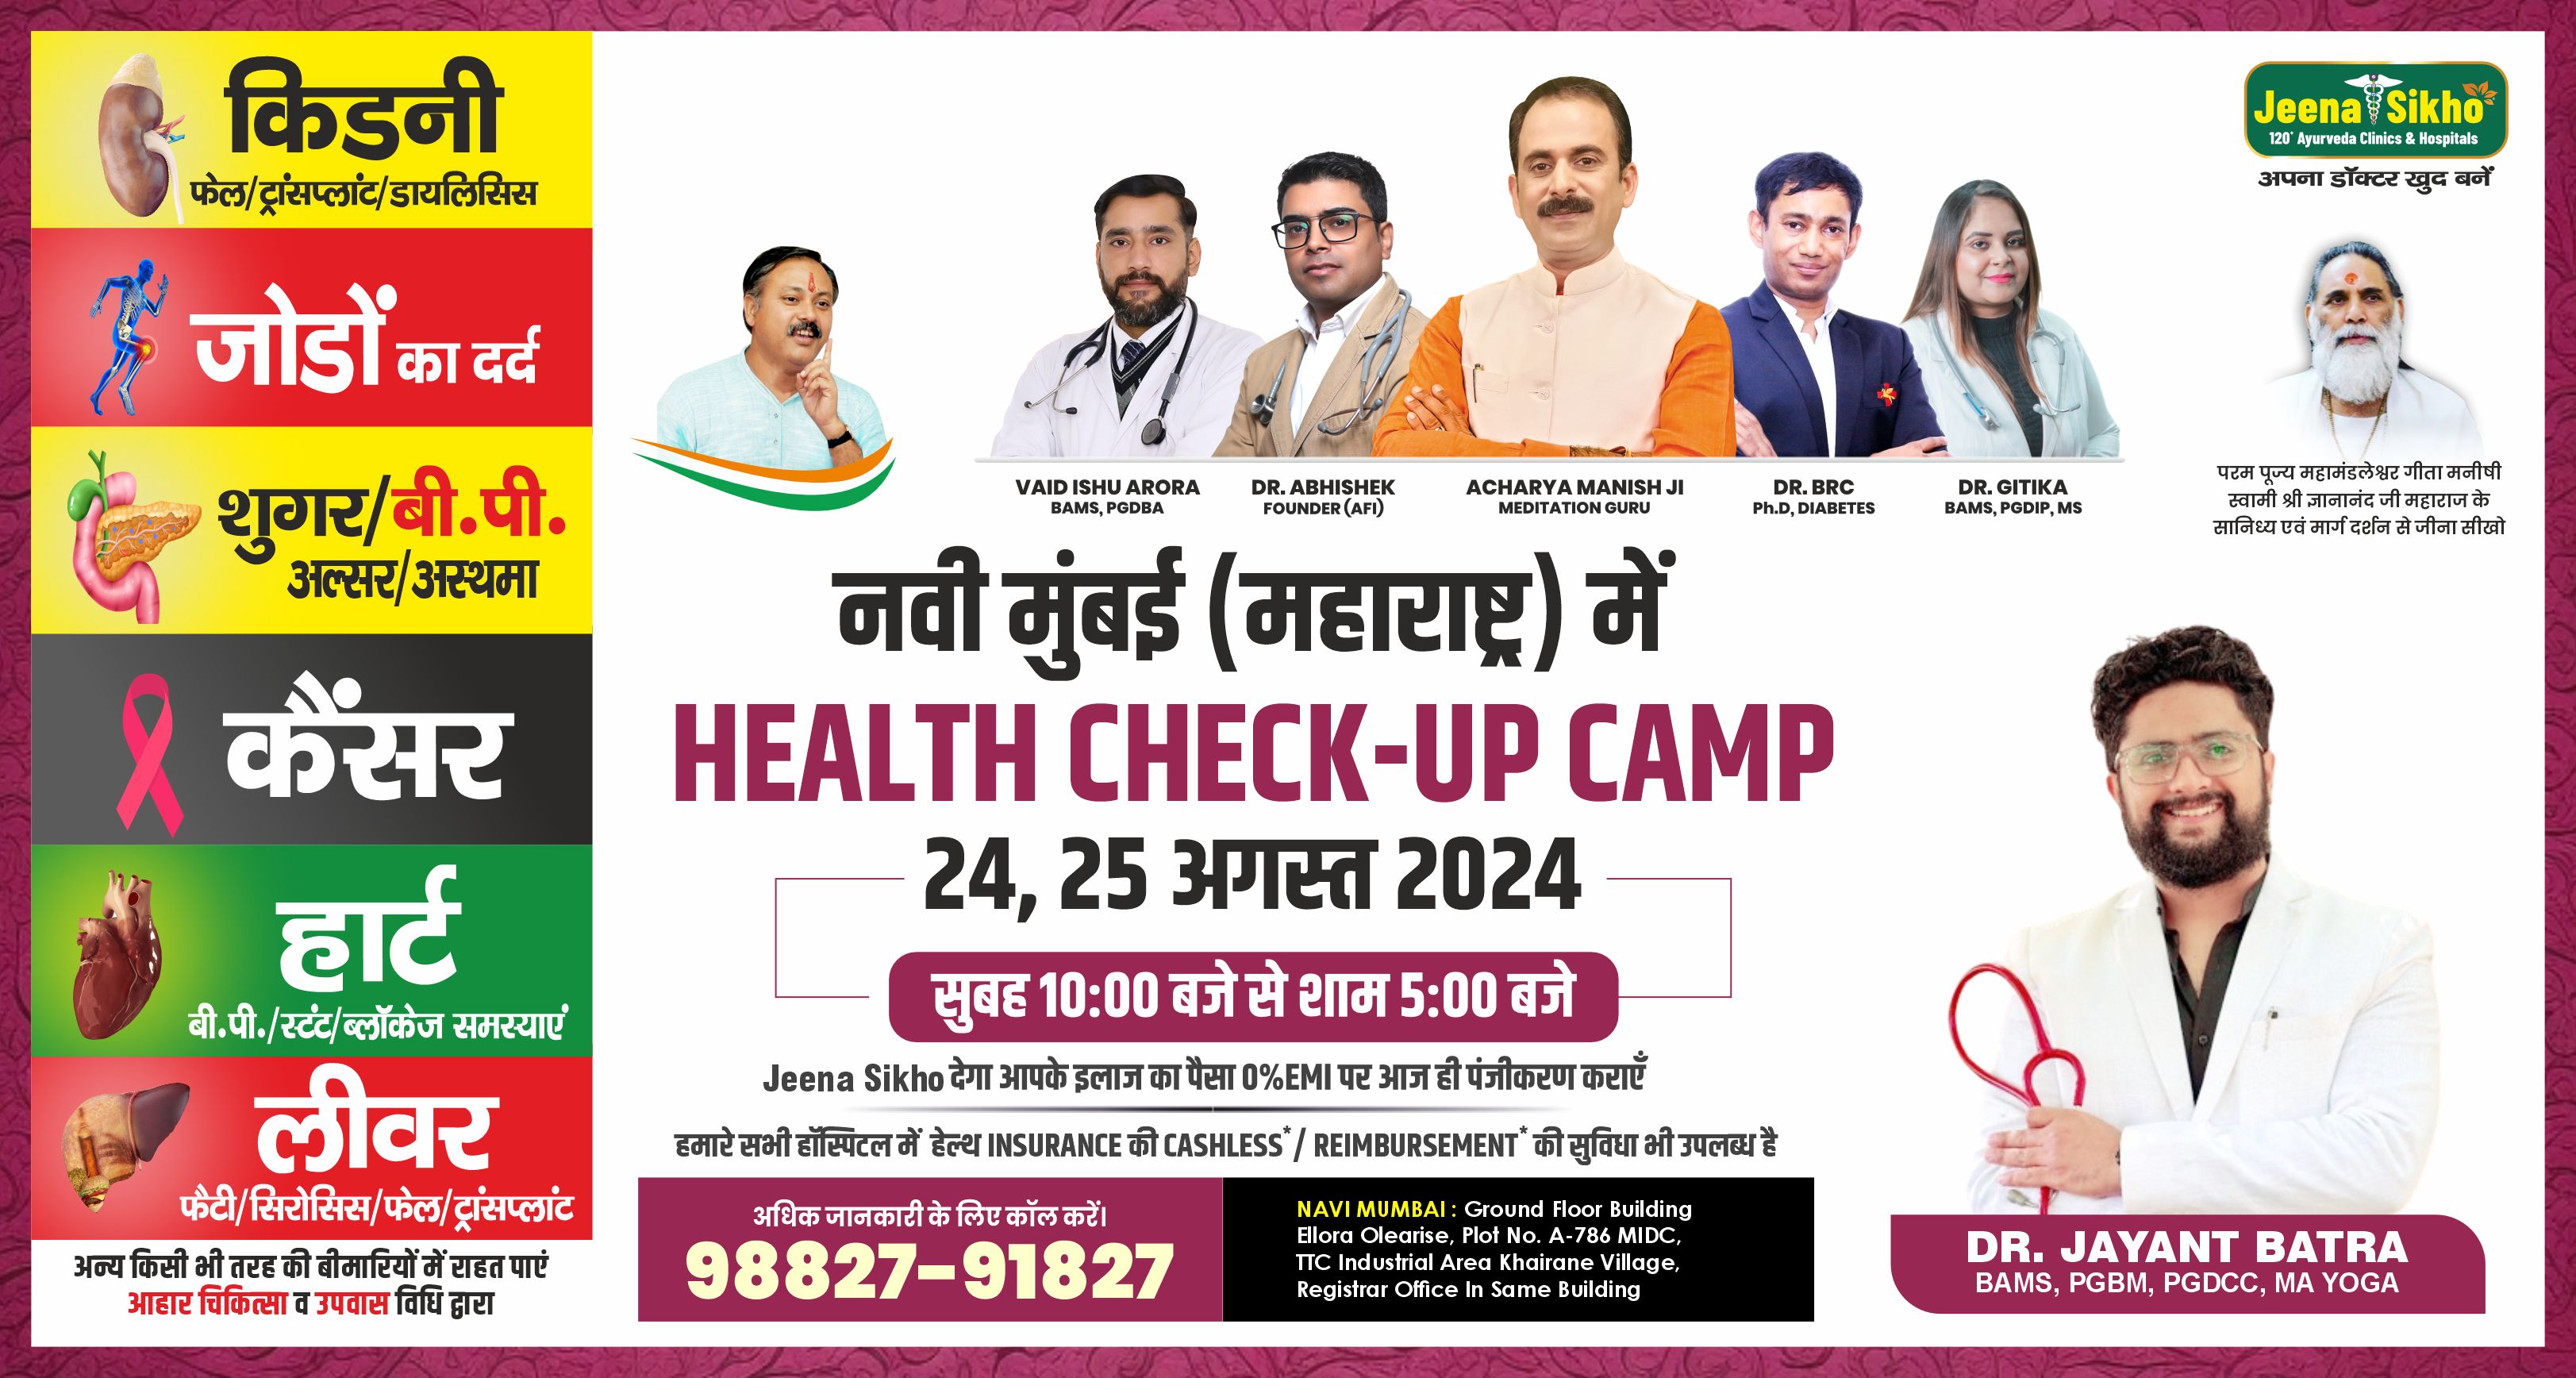 किडनी
फेल/ट्रांसप्लांट/डायलिसिस
जोडों का दर्द
शुगर/बी.पी.
अल्सर/अस्थमा
कैंसर
हार्ट
बी.पी./स्टंट/ब्लॉकेज समस्याएं
लीवर
फैटी/सिरोसिस/फेल/ट्रांसप्लांट
अन्य किसी भी तरह की बीमारियों में राहत पाएं
आहार चिकित्सा व उपवास विधि द्वारा
Jeena Sikho
120+ Ayurveda Clinics & Hospitals
अपना डॉक्टर खुद बनें
VAID ISHU ARORA
BAMS, PGDBA
DR. ABHISHEK
FOUNDER (AFI)
ACHARYA MANISH JI
MEDITATION GURU
DR. BRC
Ph.D, DIABETES
DR. GITIKA
BAMS, PGDIP, MS
परम पूज्य महामंडलेश्वर गीता मनीषी
स्वामी श्री ज्ञानानंद जी महाराज के
सानिध्य एवं मार्ग दर्शन से जीना सीखो
नवी मुंबई (महाराष्ट्र) में
HEALTH CHECK-UP CAMP
24, 25 अगस्त 2024
सुबह 10:00 बजे से शाम 5:00 बजे
Jeena Sikho देगा आपके इलाज का पैसा 0%EMI पर आज ही पंजीकरण कराएँ
हमारे सभी हॉस्पिटल में हेल्थ INSURANCE की CASHLESS*/ REIMBURSEMENT* की सुविधा भी उपलब्ध है
अधिक जानकारी के लिए कॉल करें।
98827-91827
NAVI MUMBAI : Ground Floor Building
Ellora Olearise, Plot No. A-786 MIDC,
TTC Industrial Area Khairane Village,
Registrar Office In Same Building
DR. JAYANT BATRA
BAMS, PGBM, PGDCC, MA YOGA